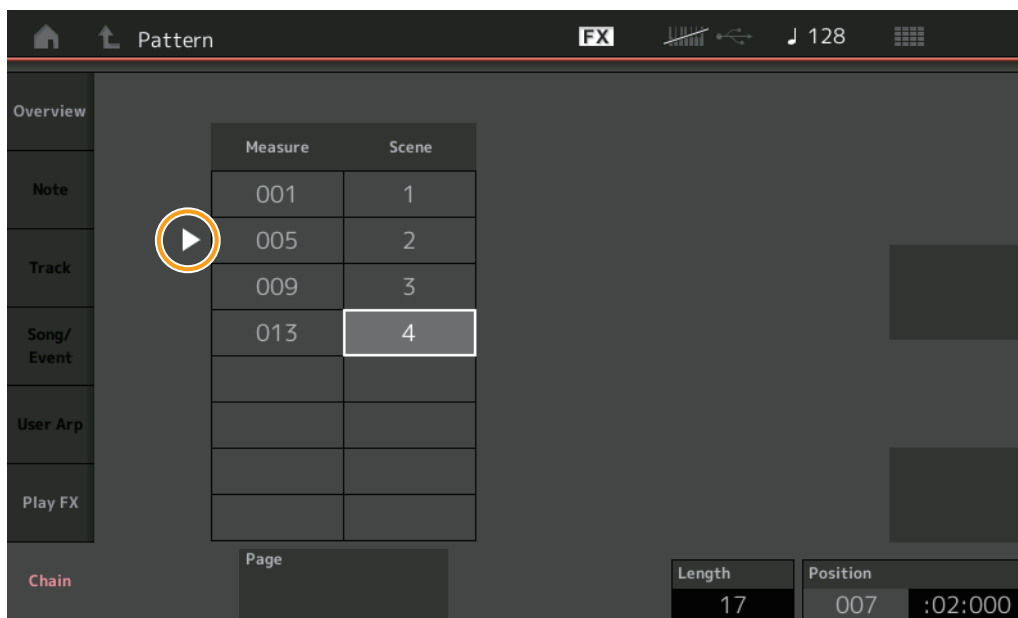 Pattern FX ♩ 128
Overview
Note
Track
Song/
Event
User Arp
Play FX
Chain
Measure Scene
001 1
005 2
009 3
013 4
Page
Length
17
Position
007 :02:000